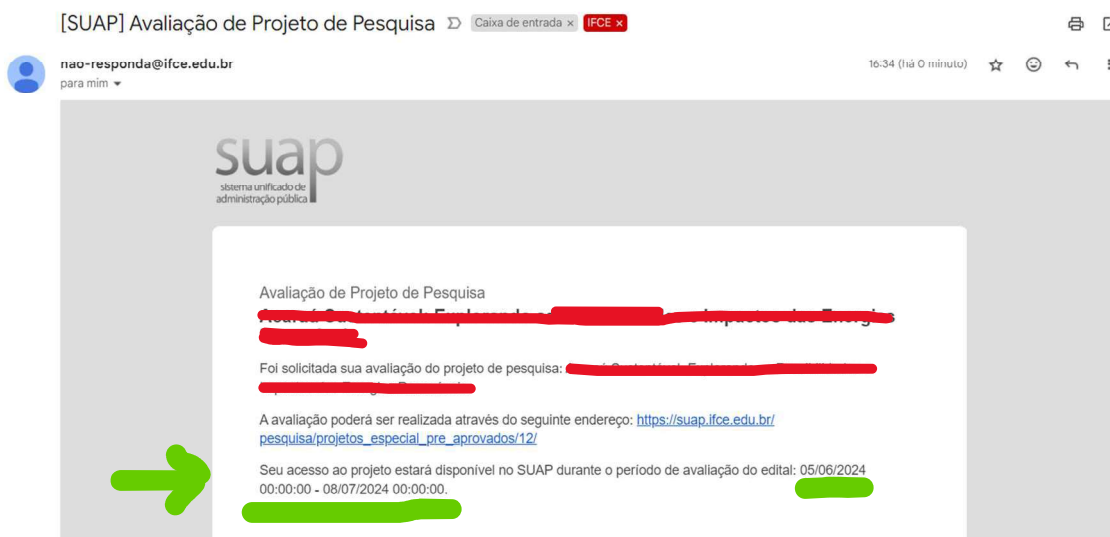 [SUAP] Avaliação de Projeto de Pesquisa Caixa de entrada × IFCE ×
nao-responda@ifce.edu.br 16:34 (há 0 minuto)
para mim
suap
sistema unificado de
administração pública
Avaliação de Projeto de Pesquisa
Foi solicitada sua avaliação do projeto de pesquisa:
A avaliação poderá ser realizada através do seguinte endereço: https://suap.ifce.edu.br/
pesquisa/projetos_especial_pre_aprovados/12/
Seu acesso ao projeto estará disponível no SUAP durante o período de avaliação do edital: 05/06/2024
00:00:00 - 08/07/2024 00:00:00.